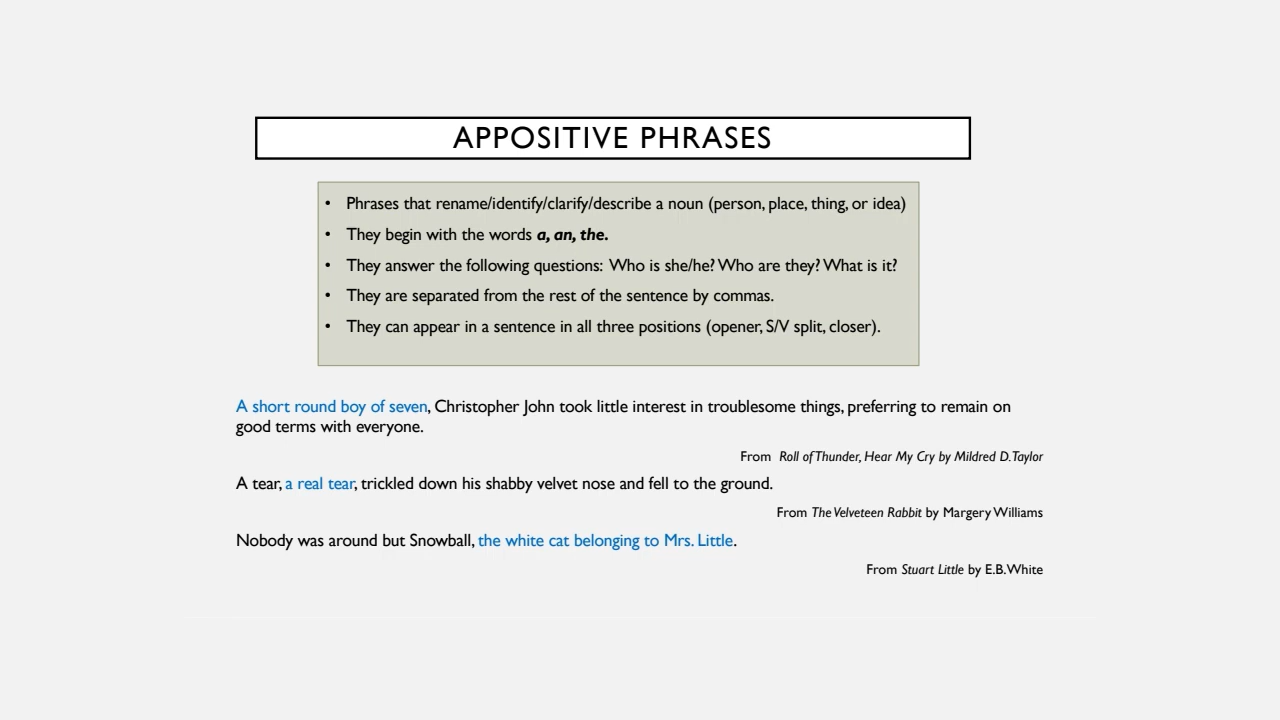 APPOSITIVE PHRASES
• Phrases that rename/identify/clarify/describe a noun (person, place, thing, or idea)
• They begin with the words a, an, the.
• They answer the following questions: Who is she/he? Who are they? What is it?
• They are separated from the rest of the sentence by commas.
• They can appear in a sentence in all three positions (opener, S/V split, closer).
A short round boy of seven, Christopher John took little interest in troublesome things, preferring to remain on
good terms with everyone.
From Roll of Thunder, Hear My Cry by Mildred D. Taylor
A tear, a real tear, trickled down his shabby velvet nose and fell to the ground.
From The Velveteen Rabbit by Margery Williams
Nobody was around but Snowball, the white cat belonging to Mrs. Little.
From Stuart Little by E.B. White